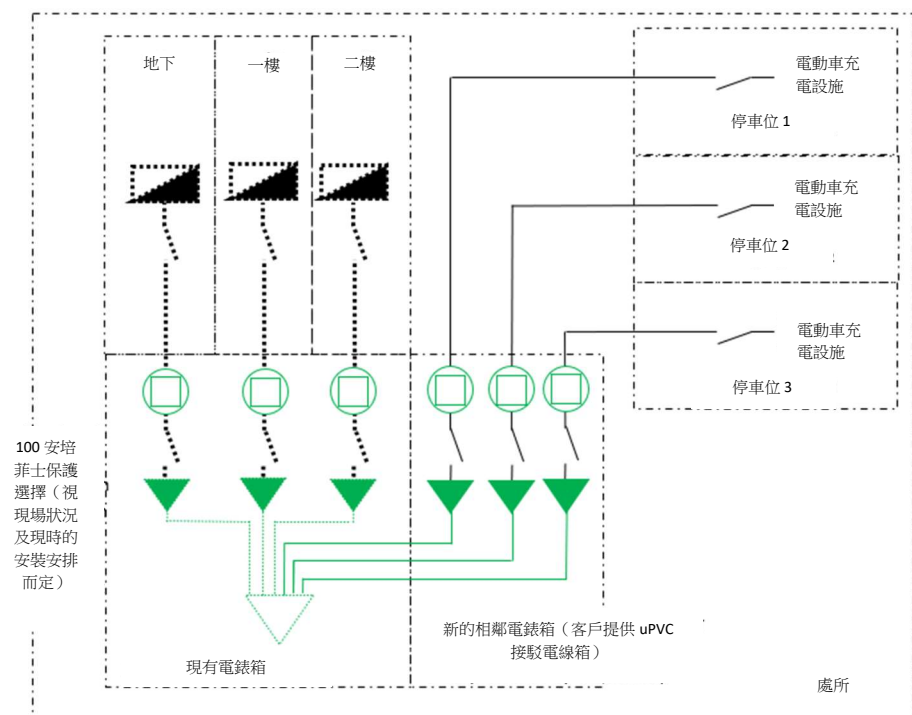 地下
一樓
二樓
電動車充
電設施
停車位 1
電動車充
電設施
停車位 2
電動車充
電設施
停車位 3
100 安培
菲士保護
選擇（視
現場狀況
及現時的
安裝安排
而定）
新的相鄰電錶箱（客戶提供 uPVC
接駁電線箱）
現有電錶箱
處所